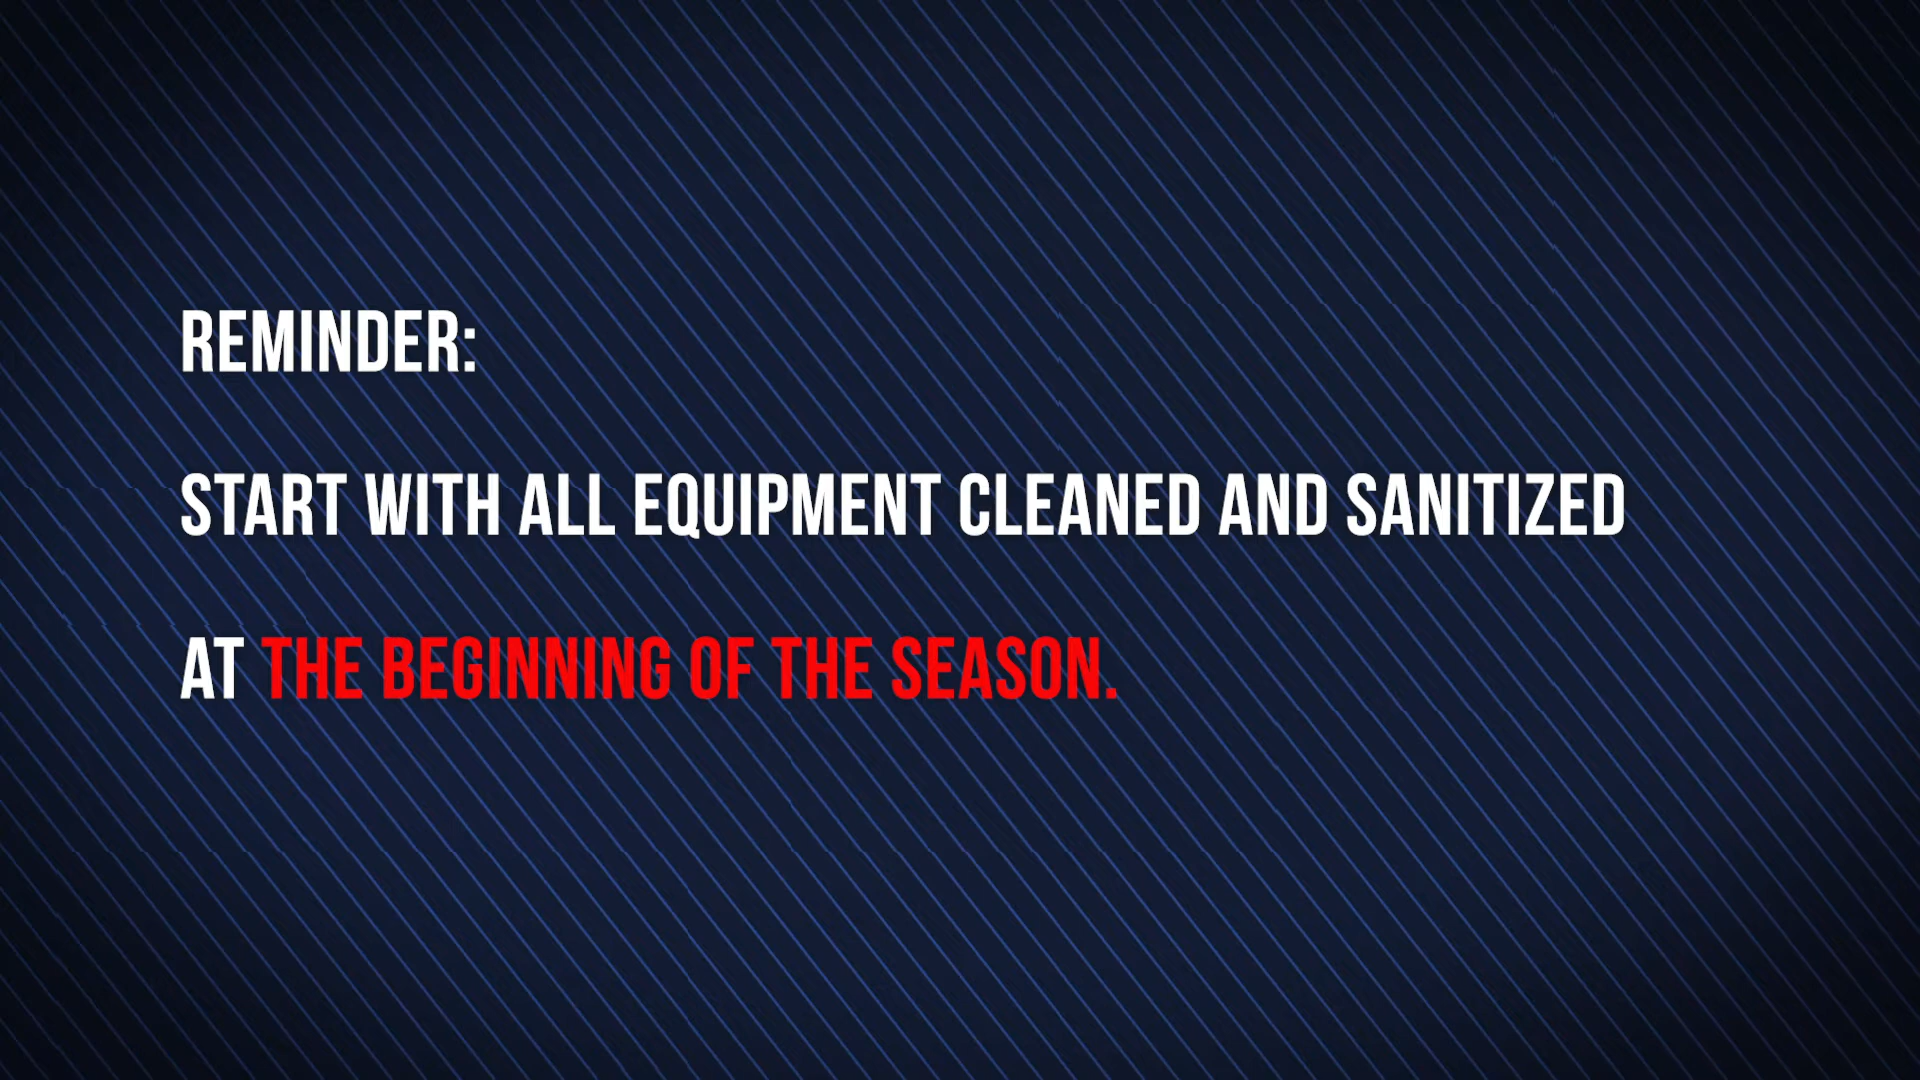 REMINDER:
START WITH ALL EQUIPMENT CLEANED AND SANITIZED
AT THE BEGINNING OF THE SEASON.